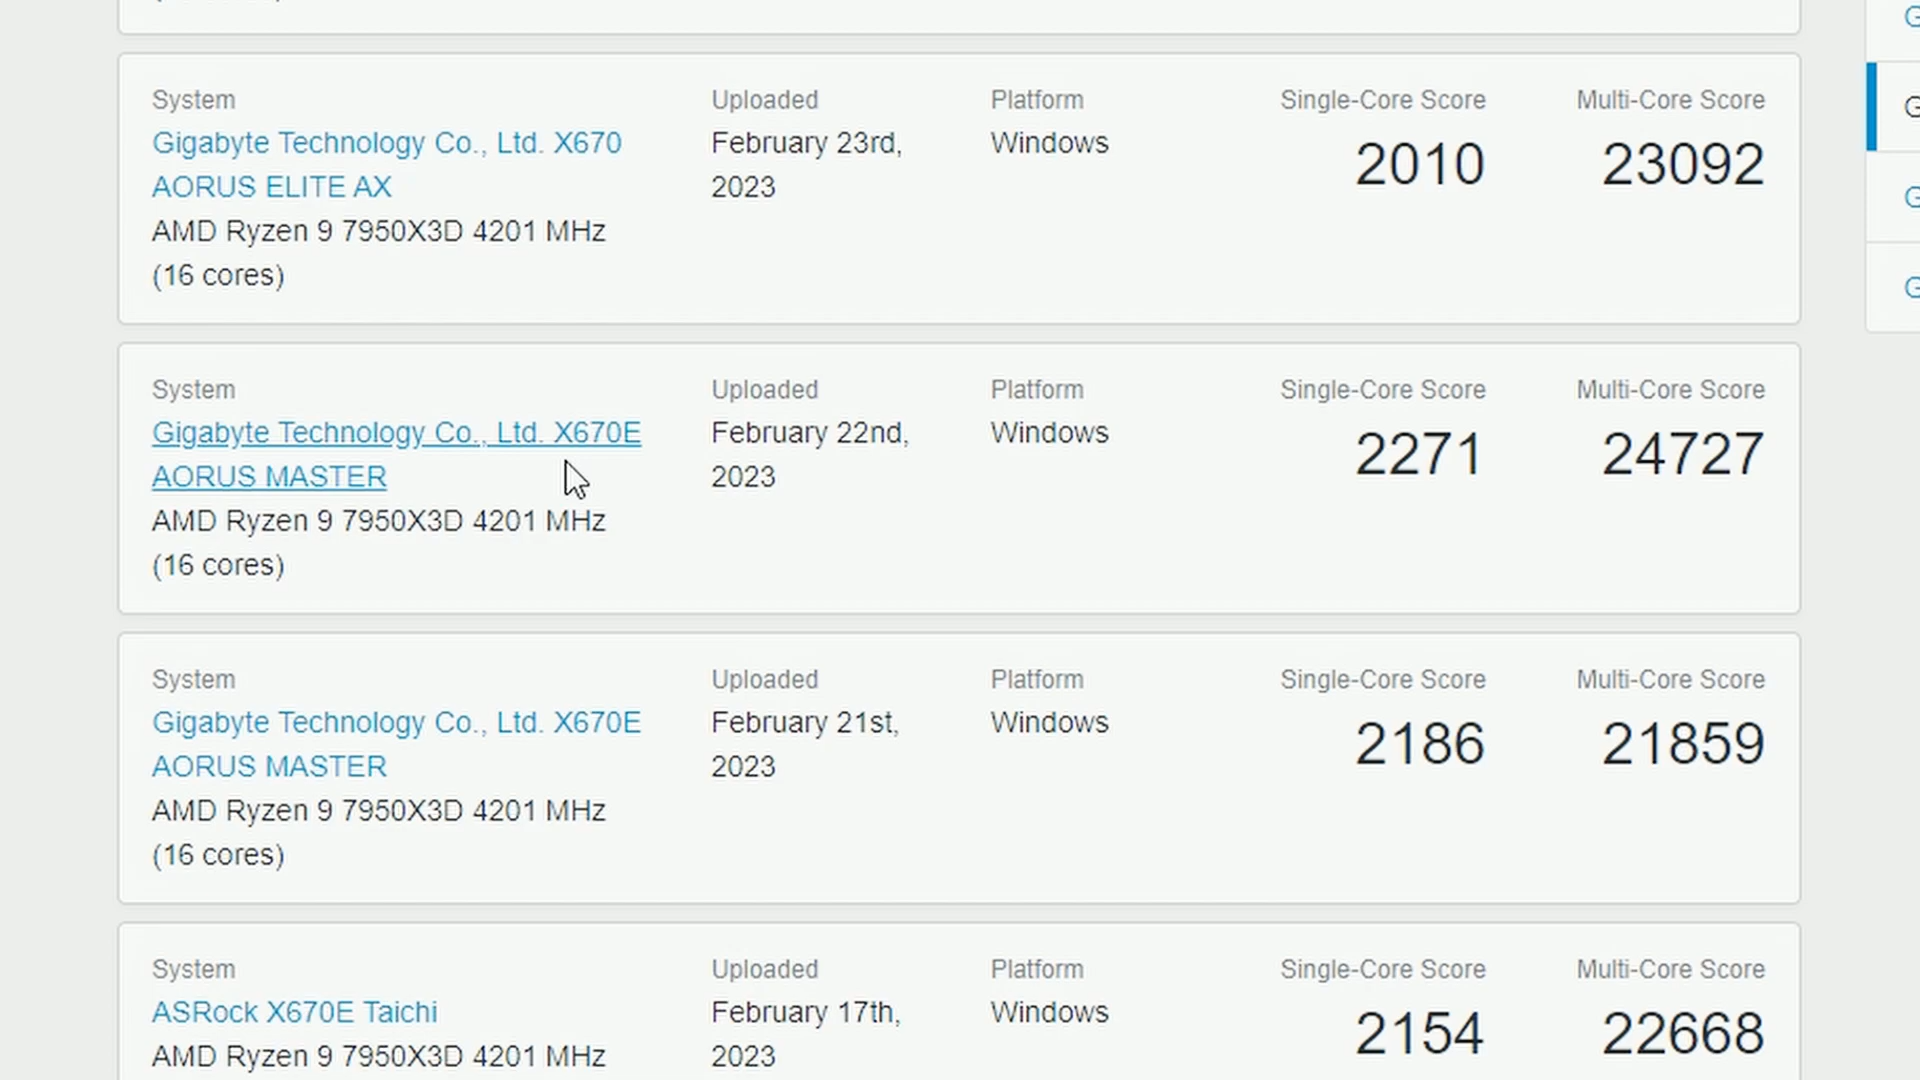 System Uploaded Platform Single-Core Score Multi-Core Score
Gigabyte Technology Co., Ltd. X670 February 23rd, Windows 2010 23092
AORUS ELITE AX 2023
AMD Ryzen 9 7950X3D 4201 MHz
(16 cores)
System Uploaded Platform Single-Core Score Multi-Core Score
Gigabyte Technology Co., Ltd. X670E February 22nd, Windows 2271 24727
AORUS MASTER 2023
AMD Ryzen 9 7950X3D 4201 MHz
(16 cores)
System Uploaded Platform Single-Core Score Multi-Core Score
Gigabyte Technology Co., Ltd. X670E February 21st, Windows 2186 21859
AORUS MASTER 2023
AMD Ryzen 9 7950X3D 4201 MHz
(16 cores)
System Uploaded Platform Single-Core Score Multi-Core Score
ASRock X670E Taichi February 17th, Windows 2154 22668
AMD Ryzen 9 7950X3D 4201 MHz 2023